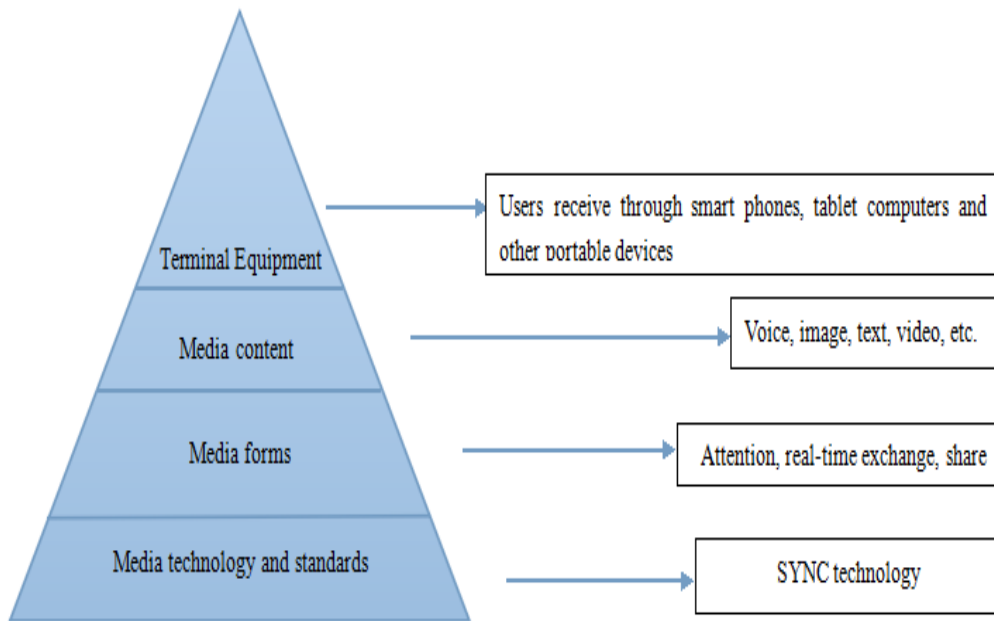 Users receive through smart phones, tablet computers and
other portable devices
Terminal Equipment
Voice, image, text, video, etc.
Media content
Attention, real-time exchange, share
Media forms
Media technology and standards
SYNC technology